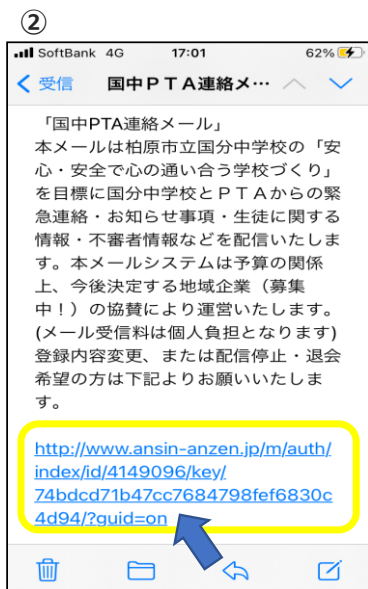 ②
SoftBank 4G 17:01 62%
受信 国中ＰＴＡ連絡メ…
「国中PTA連絡メール」
本メールは柏原市立国分中学校の「安
心・安全で心の通い合う学校づくり」
を目標に国分中学校とＰＴＡからの緊
急連絡・お知らせ事項・生徒に関する
情報・不審者情報などを配信いたしま
す。本メールシステムは予算の関係
上、今後決定する地域企業（募集
中！）の協賛により運営いたします。
(メール受信料は個人負担となります)
登録内容変更、または配信停止・退会
希望の方は下記よりお願いいたしま
す。
http://www.ansin-anzen.jp/m/auth/
index/id/4149096/key/
74bdcd71b47cc7684798fef6830c
4d94/?guid=on